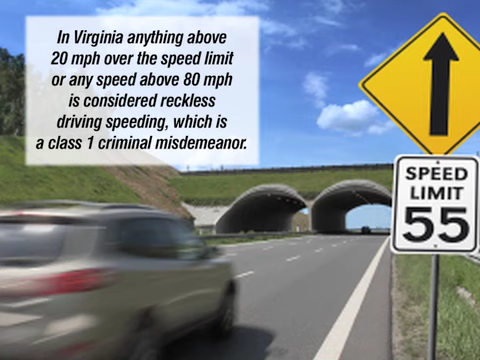 In Virginia anything above
20 mph over the speed limit
or any speed above 80 mph
is considered reckless
driving speeding, which is
a class 1 criminal misdemeanor.
SPEED
LIMIT
55